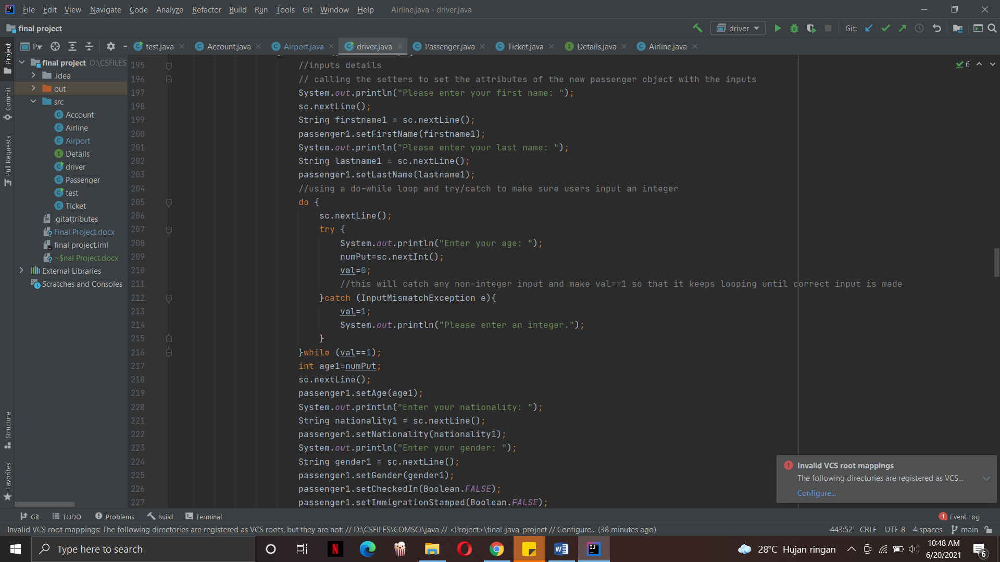 File Edit View Navigate Code Analyze Refactor Build Run Tools Git Window Help Airline.java - driver.java
final project
driver
Git:
P...
test.java
Account.java
Airport.java
driver.java
Passenger.java
Ticket.java
Details.java
Airline.java
Project
Commit
Pull Requests
Structure
Favorites
final project D:\CSFILES
.idea
out
src
Account
Airline
Airport
Details
driver
Passenger
test
Ticket
.gitattributes
Final Project.docx
final project.iml
~$nal Project.docx
External Libraries
Scratches and Consoles
6
195 //inputs details
196 // calling the setters to set the attributes of the new passenger object with the inputs
197 System.out.println("Please enter your first name: ");
198 sc.nextLine();
199 String firstname1 = sc.nextLine();
200 passenger1.setFirstName(firstname1);
201 System.out.println("Please enter your last name: ");
202 String lastname1 = sc.nextLine();
203 passenger1.setLastName(lastname1);
204 //using a do-while loop and try/catch to make sure users input an integer
205 do {
206 sc.nextLine();
207 try {
208 System.out.println("Enter your age: ");
209 numPut=sc.nextInt();
210 val=0;
211 //this will catch any non-integer input and make val==1 so that it keeps looping until correct input is made
212 }catch (InputMismatchException e){
213 val=1;
214 System.out.println("Please enter an integer.");
215 }
216 }while (val==1);
217 int age1=numPut;
218 sc.nextLine();
219 passenger1.setAge(age1);
220 System.out.println("Enter your nationality: ");
221 String nationality1 = sc.nextLine();
222 passenger1.setNationality(nationality1);
223 System.out.println("Enter your gender: ");
224 String gender1 = sc.nextLine();
225 passenger1.setGender(gender1);
226 passenger1.setCheckedIn(Boolean.FALSE);
227 passenger1.setImmigrationStamped(Boolean.FALSE);
Invalid VCS root mappings
The following directories are registered as VCS...
Configure...
Git TODO Problems Build Terminal
1 Event Log
Invalid VCS root mappings: The following directories are registered as VCS roots, but they are not: // D:\CSFILES\COMSCI\java // <Project>\final-java-project // Configure... (38 minutes ago)
443:52 CRLF UTF-8 4 spaces main
Type here to search
28°C Hujan ringan
10:48 AM
6/20/2021
6